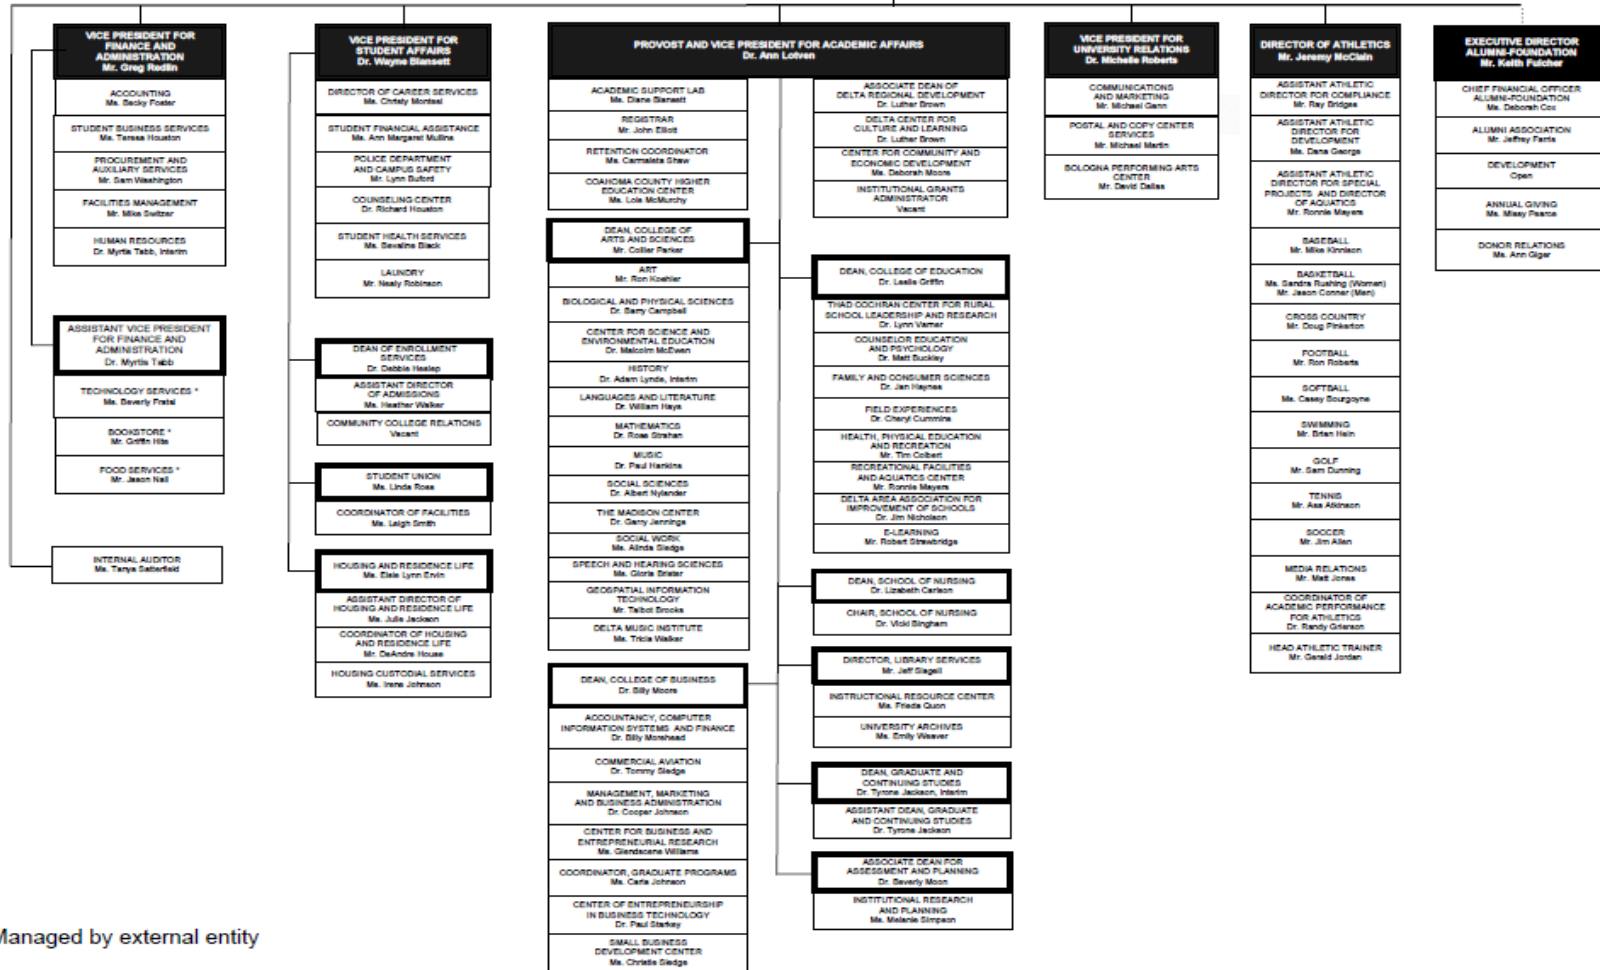 VICE PRESIDENT FOR
FINANCE AND
ADMINISTRATION
Mr. Greg Redlin
ACCOUNTING
Ms. Becky Foster
STUDENT BUSINESS SERVICES
Ms. Teresa Houston
PROCUREMENT AND
AUXILIARY SERVICES
Mr. Sam Washington
FACILITIES MANAGEMENT
Mr. Mike Switzer
HUMAN RESOURCES
Dr. Myrtis Tabb, Interim
ASSISTANT VICE PRESIDENT
FOR FINANCE AND
ADMINISTRATION
Dr. Myrtis Tabb
TECHNOLOGY SERVICES *
Ms. Beverly Fratesi
BOOKSTORE *
Mr. Griffin Hite
FOOD SERVICES *
Mr. Jason Nall
INTERNAL AUDITOR
Ms. Tanya Satterfield
VICE PRESIDENT FOR
STUDENT AFFAIRS
Dr. Wayne Blansett
DIRECTOR OF CAREER SERVICES
Ms. Christy Montesi
STUDENT FINANCIAL ASSISTANCE
Ms. Ann Margaret Mullins
POLICE DEPARTMENT
AND CAMPUS SAFETY
Mr. Lynn Buford
COUNSELING CENTER
Dr. Richard Houston
STUDENT HEALTH SERVICES
Ms. Black
LAUNDRY
Mr. Nealy Robinson
DEAN OF ENROLLMENT
SERVICES
Dr. Debbie Heslep
ASSISTANT DIRECTOR
OF ADMISSIONS
Ms. Heather Walker
COMMUNITY COLLEGE RELATIONS
Vacant
STUDENT UNION
Ms. Linda Ross
COORDINATOR OF FACILITIES
Ms. Leigh Smith
HOUSING AND RESIDENCE LIFE
Ms. Elsie Lynn Ervin
ASSISTANT DIRECTOR OF
HOUSING AND RESIDENCE LIFE
Ms. Julie Jackson
COORDINATOR OF HOUSING
AND RESIDENCE LIFE
Mr. DeAndre House
HOUSING CUSTODIAL SERVICES
Ms. Irene Johnson
PROVOST AND VICE PRESIDENT FOR ACADEMIC AFFAIRS
Dr. Ann Lotven
ACADEMIC SUPPORT LAB
Ms. Diane Blansett
REGISTRAR
Mr. John Elliott
RETENTION COORDINATOR
Ms. Carmaleta Shaw
COAHOMA COUNTY HIGHER
EDUCATION CENTER
Ms. Lois McMurchy
DEAN, COLLEGE OF
ARTS AND SCIENCES
Mr. Collier Parker
ART
Mr. Ron Koehler
BIOLOGICAL AND PHYSICAL SCIENCES
Dr. Barry Campbell
CENTER FOR SCIENCE AND
ENVIRONMENTAL EDUCATION
Dr. Malcolm McEwen
HISTORY
Dr. Adam Lynde, Interim
LANGUAGES AND LITERATURE
Dr. William Hays
MATHEMATICS
Dr. Rose Strahan
MUSIC
Dr. Paul Hankins
SOCIAL SCIENCES
Dr. Albert Nylander
THE MADISON CENTER
Dr. Garry Jennings
SOCIAL WORK
Ms. Alinda Sledge
SPEECH AND HEARING SCIENCES
Ms. Gloria Brister
GEOSPATIAL INFORMATION
TECHNOLOGY
Mr. Talbot Brooks
DELTA MUSIC INSTITUTE
Ms. Tricia Walker
DEAN, COLLEGE OF BUSINESS
Dr. Billy Moore
ACCOUNTANCY, COMPUTER
INFORMATION SYSTEMS AND FINANCE
Dr. Billy Morehead
COMMERCIAL AVIATION
Dr. Tommy Sledge
MANAGEMENT, MARKETING
AND BUSINESS ADMINISTRATION
Dr. Cooper Johnson
CENTER FOR BUSINESS AND
ENTREPRENEURIAL RESEARCH
Ms. Glendscene Williams
COORDINATOR, GRADUATE PROGRAMS
Ms. Carla Johnson
CENTER OF ENTREPRENEURSHIP
IN BUSINESS TECHNOLOGY
Dr. Paul Starkey
SMALL BUSINESS
DEVELOPMENT CENTER
Ms. Christie Sledge
ASSOCIATE DEAN OF
DELTA REGIONAL DEVELOPMENT
Dr. Luther Brown
DELTA CENTER FOR
CULTURE AND LEARNING
Dr. Luther Brown
CENTER FOR COMMUNITY AND
ECONOMIC DEVELOPMENT
Ms. Deborah Moore
INSTITUTIONAL GRANTS
ADMINISTRATOR
Vacant
DEAN, COLLEGE OF EDUCATION
Dr. Leslie Griffin
THAD COCHRAN CENTER FOR RURAL
SCHOOL LEADERSHIP AND RESEARCH
Dr. Lynn Varner
COUNSELOR EDUCATION
AND PSYCHOLOGY
Dr. Matt Buckley
FAMILY AND CONSUMER SCIENCES
Dr. Jan Haynes
FIELD EXPERIENCES
Dr. Cheryl Cummins
HEALTH, PHYSICAL EDUCATION
AND RECREATION
Mr. Tim Colbert
RECREATIONAL FACILITIES
AND AQUATICS CENTER
Mr. Ronnie Mayers
DELTA AREA ASSOCIATION FOR
IMPROVEMENT OF SCHOOLS
Dr. Jim Nicholson
E-LEARNING
Mr. Robert Strawbridge
DEAN, SCHOOL OF NURSING
Dr. Lizabeth Carlson
CHAIR, SCHOOL OF NURSING
Dr. Vicki Bingham
DIRECTOR, LIBRARY SERVICES
Mr. Jeff Slagell
INSTRUCTIONAL RESOURCE CENTER
Ms. Frieda Quon
UNIVERSITY ARCHIVES
Ms. Emily Weaver
DEAN, GRADUATE AND
CONTINUING STUDIES
Dr. Tyrone Jackson, Interim
ASSISTANT DEAN, GRADUATE
AND CONTINUING STUDIES
Dr. Tyrone Jackson
ASSOCIATE DEAN FOR
ASSESSMENT AND PLANNING
Dr. Beverly Moon
INSTITUTIONAL RESEARCH
AND PLANNING
Ms. Melanie Simpson
VICE PRESIDENT FOR
UNIVERSITY RELATIONS
Dr. Michelle Roberts
COMMUNICATIONS
AND MARKETING
Mr. Michael Gann
POSTAL AND COPY CENTER
SERVICES
Mr. Michael Martin
BOLOGNA PERFORMING ARTS
CENTER
Mr. David Dallas
DIRECTOR OF ATHLETICS
Mr. Jeremy McClain
ASSISTANT ATHLETIC
DIRECTOR FOR COMPLIANCE
Mr. Ray Bridges
ASSISTANT ATHLETIC
DIRECTOR FOR
DEVELOPMENT
Ms. Dana George
ASSISTANT ATHLETIC
DIRECTOR FOR SPECIAL
PROJECTS AND DIRECTOR
OF AQUATICS
Mr. Ronnie Mayers
BASEBALL
Mr. Mike Kinnison
BASKETBALL
Ms. Sandra Rushing (Women)
Mr. Jason Conner (Men)
CROSS COUNTRY
Mr. Doug Pinkerton
FOOTBALL
Mr. Ron Roberts
SOFTBALL
Ms. Casey Bourgoyne
SWIMMING
Mr. Brian Hein
GOLF
Mr. Sam Dunning
TENNIS
Mr. Asa Atkinson
SOCCER
Mr. Jim Allen
MEDIA RELATIONS
Mr. Matt Jones
COORDINATOR OF
ACADEMIC PERFORMANCE
FOR ATHLETICS
Dr. Randy Grierson
HEAD ATHLETIC TRAINER
Mr. Gerald Jordan
EXECUTIVE DIRECTOR
ALUMNI-FOUNDATION
Mr. Keith Fulcher
CHIEF FINANCIAL OFFICER
ALUMNI-FOUNDATION
Ms. Deborah Cox
ALUMNI ASSOCIATION
Mr. Jeffrey Farris
DEVELOPMENT
Open
ANNUAL GIVING
Ms. Missy Pearce
DONOR RELATIONS
Ms. Ann Giger
Managed by external entity